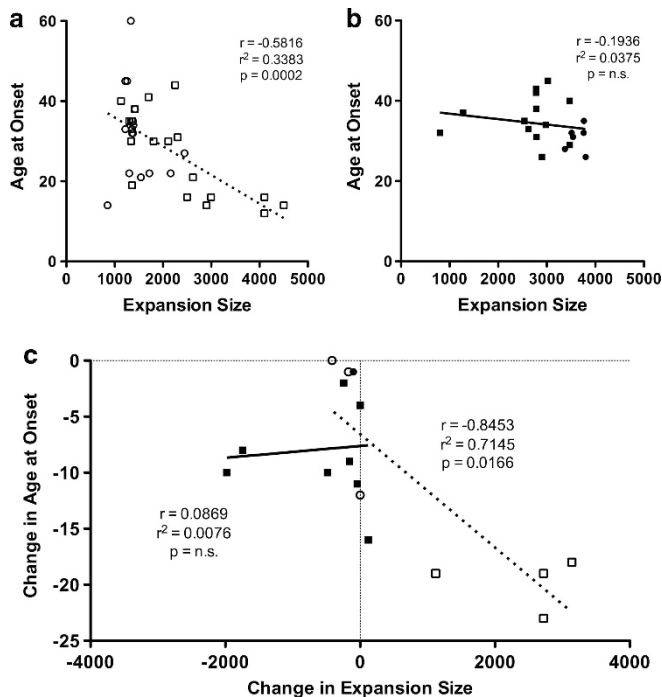 a
60
40
20
0
Age at Onset
r = -0.5816
r² = 0.3383
p = 0.0002
0 1000 2000 3000 4000 5000
Expansion Size
b
60
40
20
0
Age at Onset
r = -0.1936
r² = 0.0375
p = n.s.
0 1000 2000 3000 4000 5000
Expansion Size
c
0
-5
-10
-15
-20
-25
Change in Age at Onset
r = -0.8453
r² = 0.7145
p = 0.0166
r = 0.0869
r² = 0.0076
p = n.s.
-4000 -2000 0 2000 4000
Change in Expansion Size